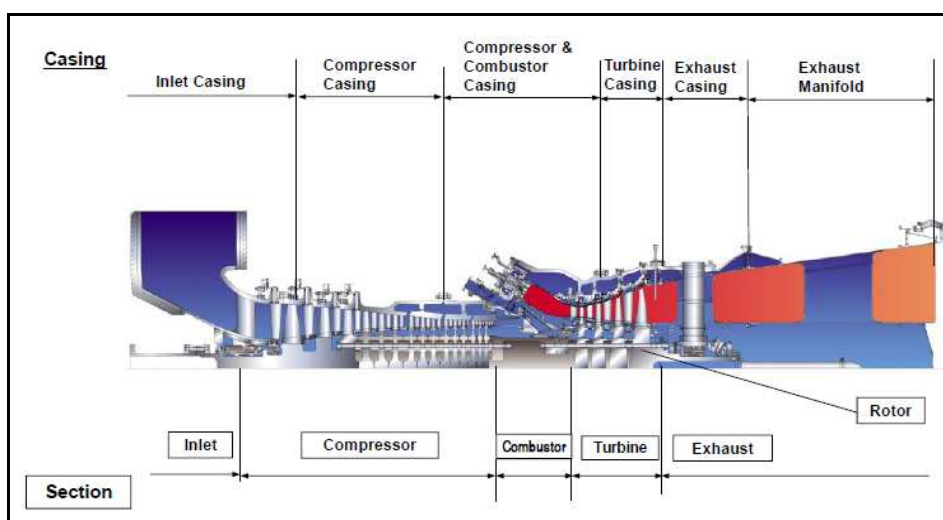 Casing
Inlet Casing
Compressor
Casing
Compressor &
Combustor
Casing
Turbine
Casing
Exhaust
Casing
Exhaust
Manifold
Rotor
Inlet
Compressor
Combustor
Turbine
Exhaust
Section